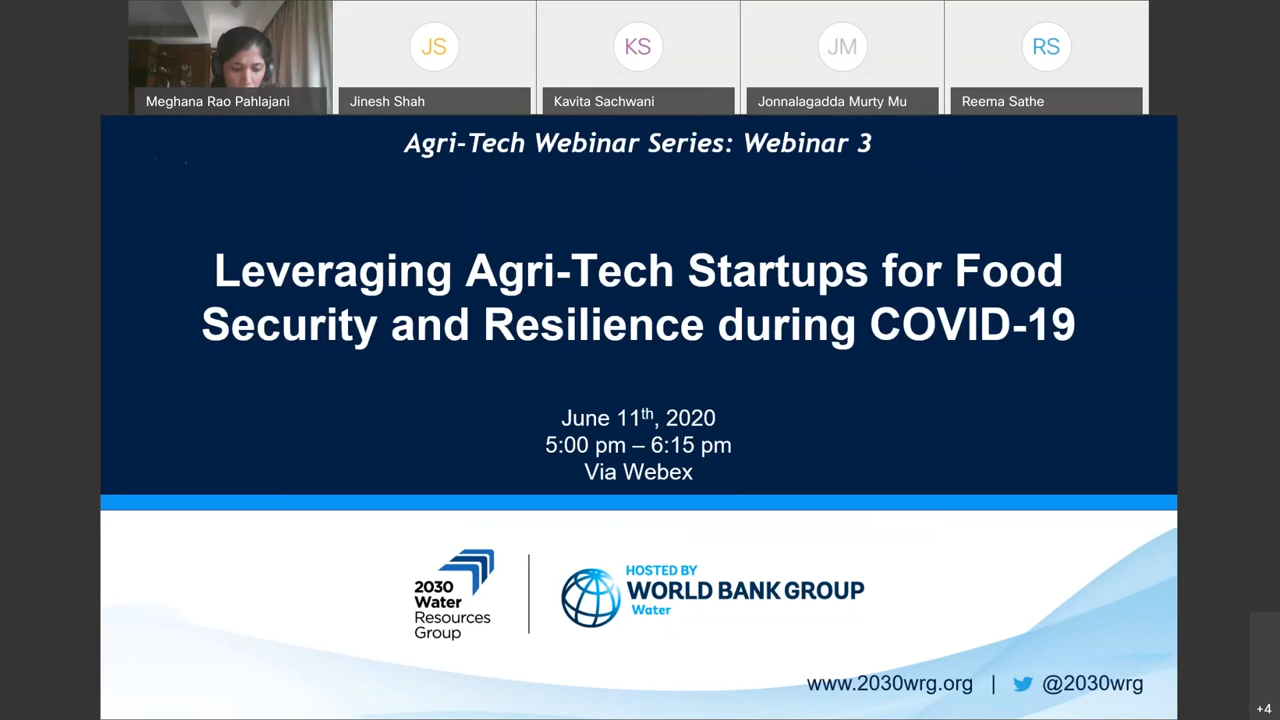 JS
KS
JM
RS
Meghana Rao Pahlajani
Jinesh Shah
Kavita Sachwani
Jonnalagadda Murty Mu
Reema Sathe
Agri-Tech Webinar Series: Webinar 3
Leveraging Agri-Tech Startups for Food
Security and Resilience during COVID-19
June 11th, 2020
5:00 pm – 6:15 pm
Via Webex
2030
Water
Resources
Group
HOSTED BY
WORLD BANK GROUP
Water
www.2030wrg.org | @2030wrg
+4